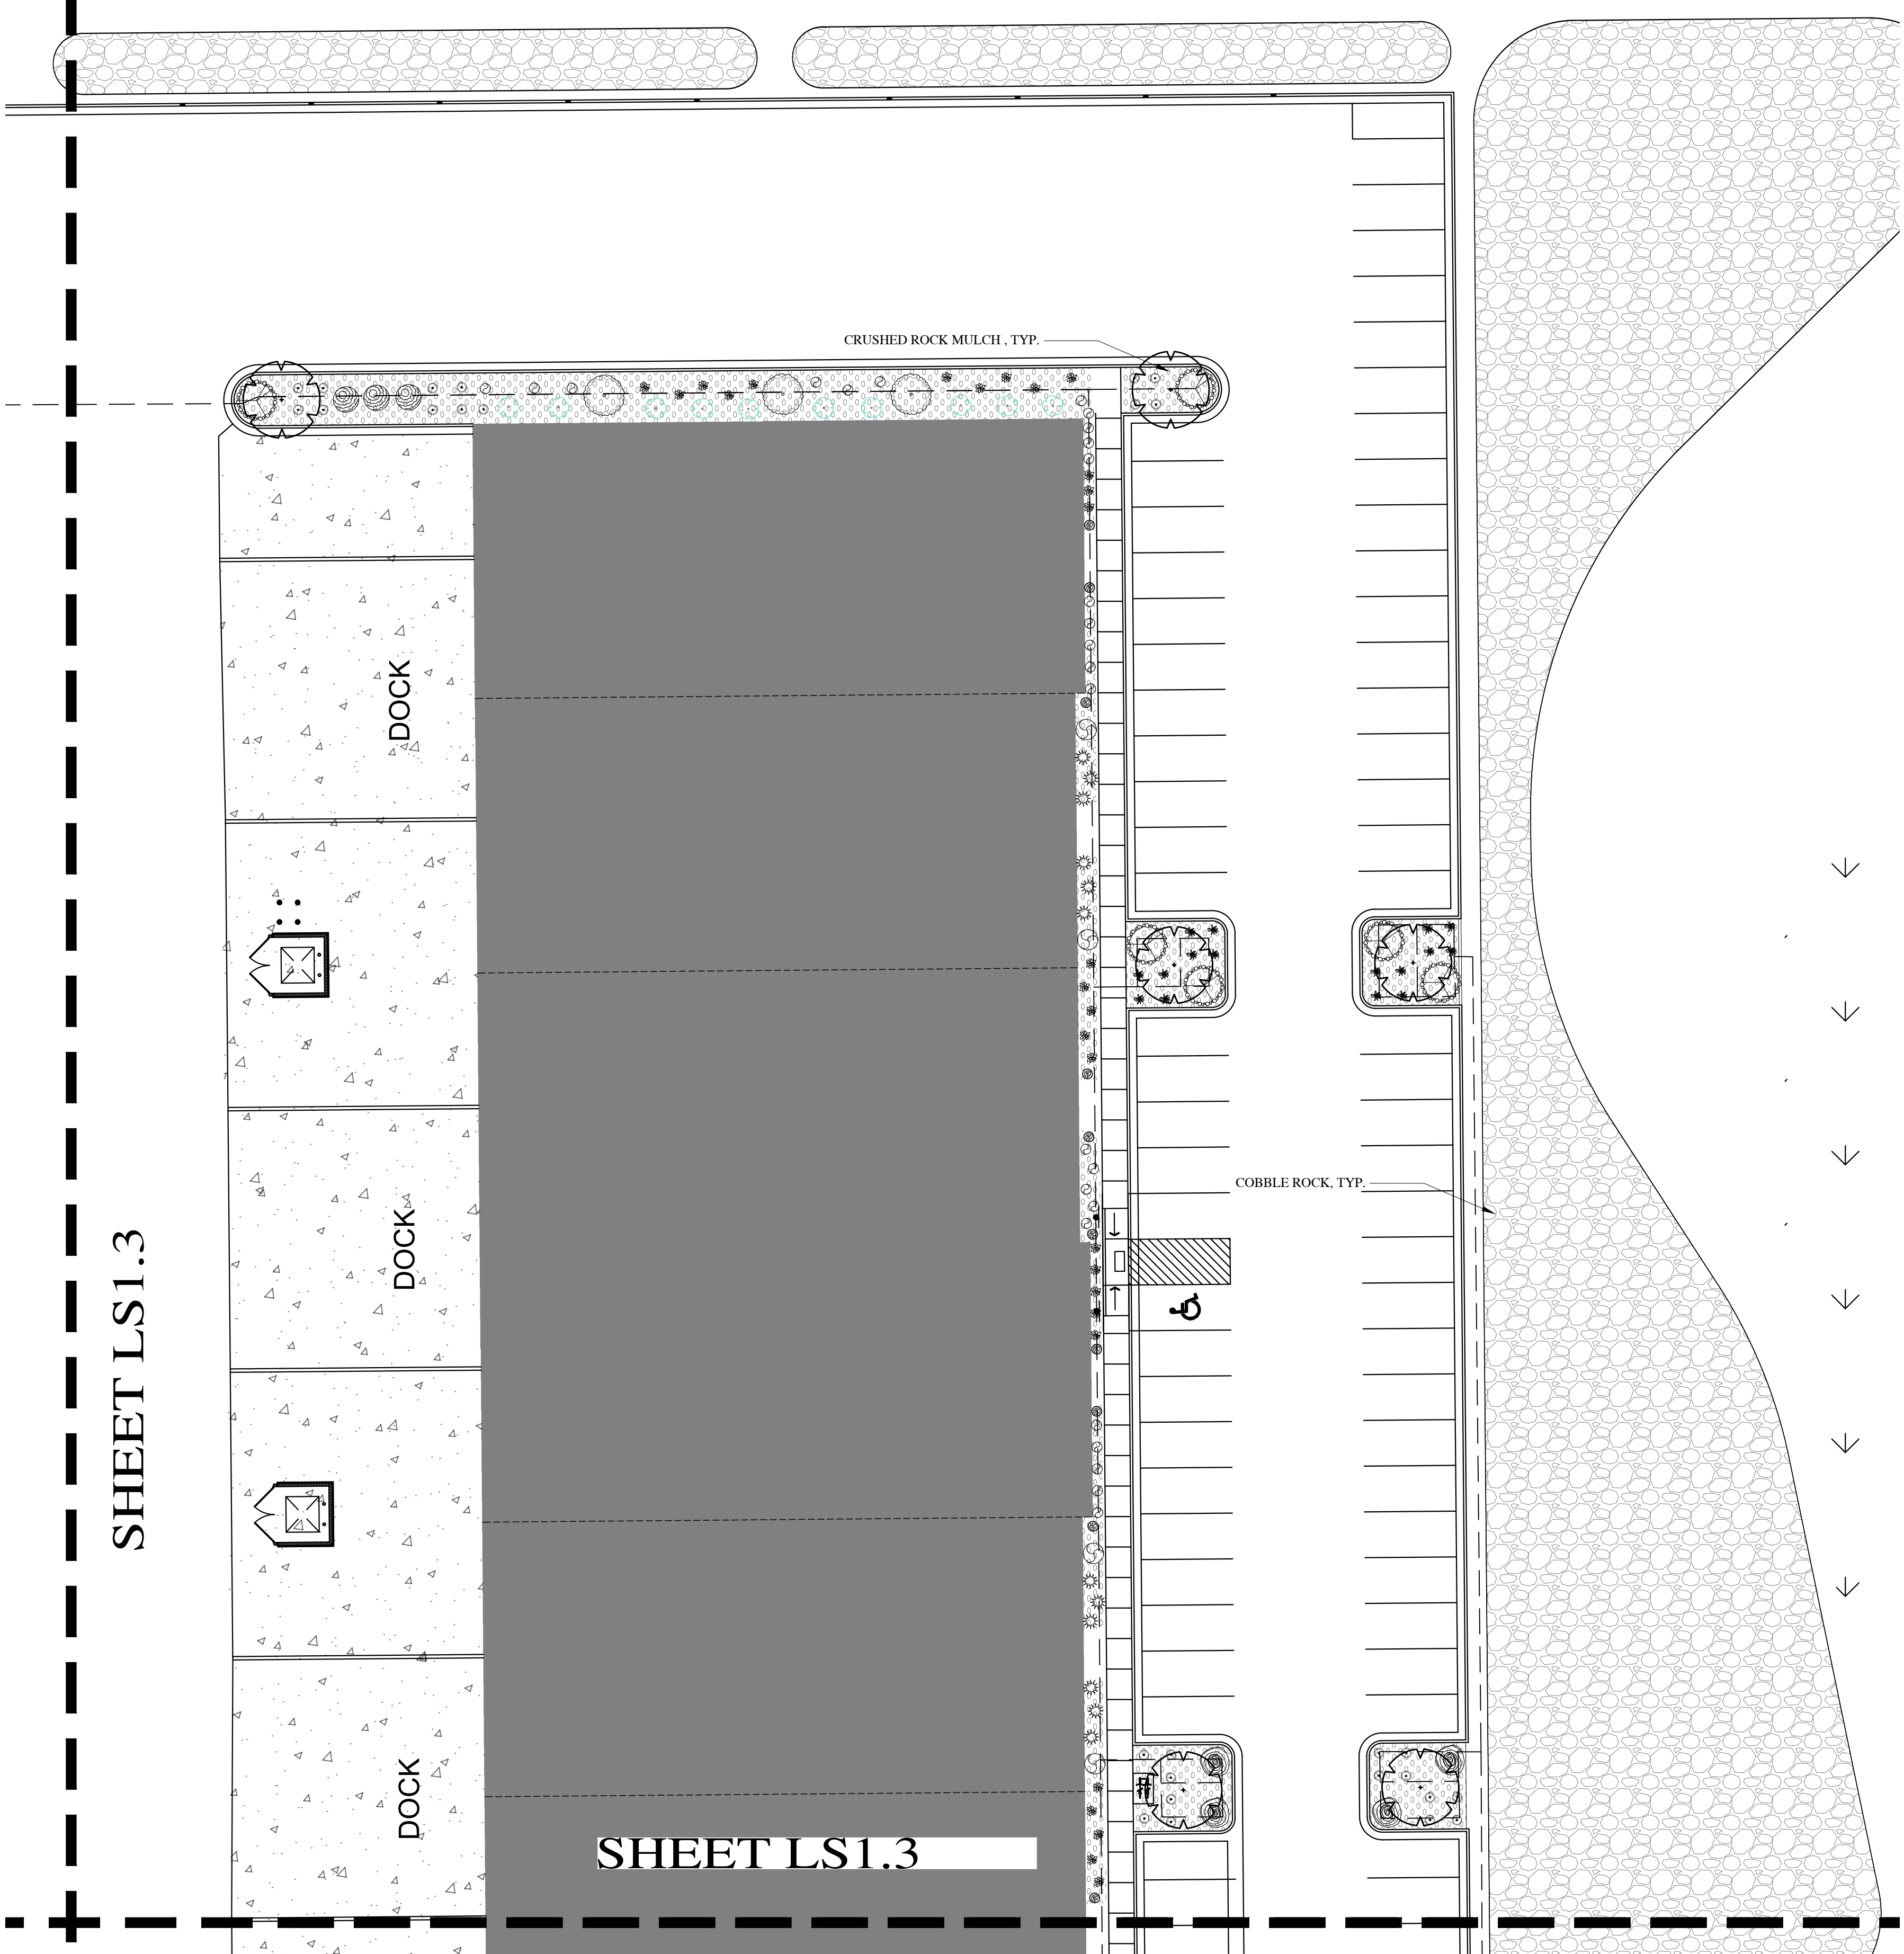 CRUSHED ROCK MULCH , TYP.
DOCK
COBBLE ROCK, TYP.
DOCK
SHEET LS1.3
DOCK
SHEET LS1.3